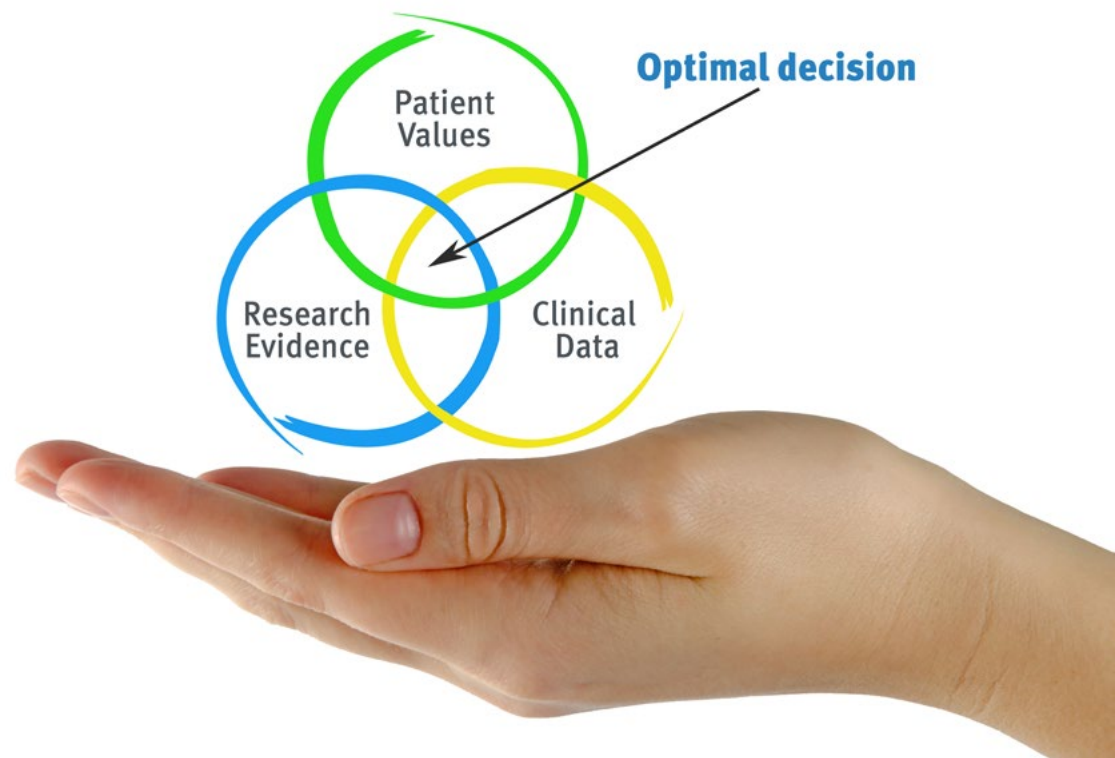 Optimal decision
Patient
Values
Research
Evidence
Clinical
Data